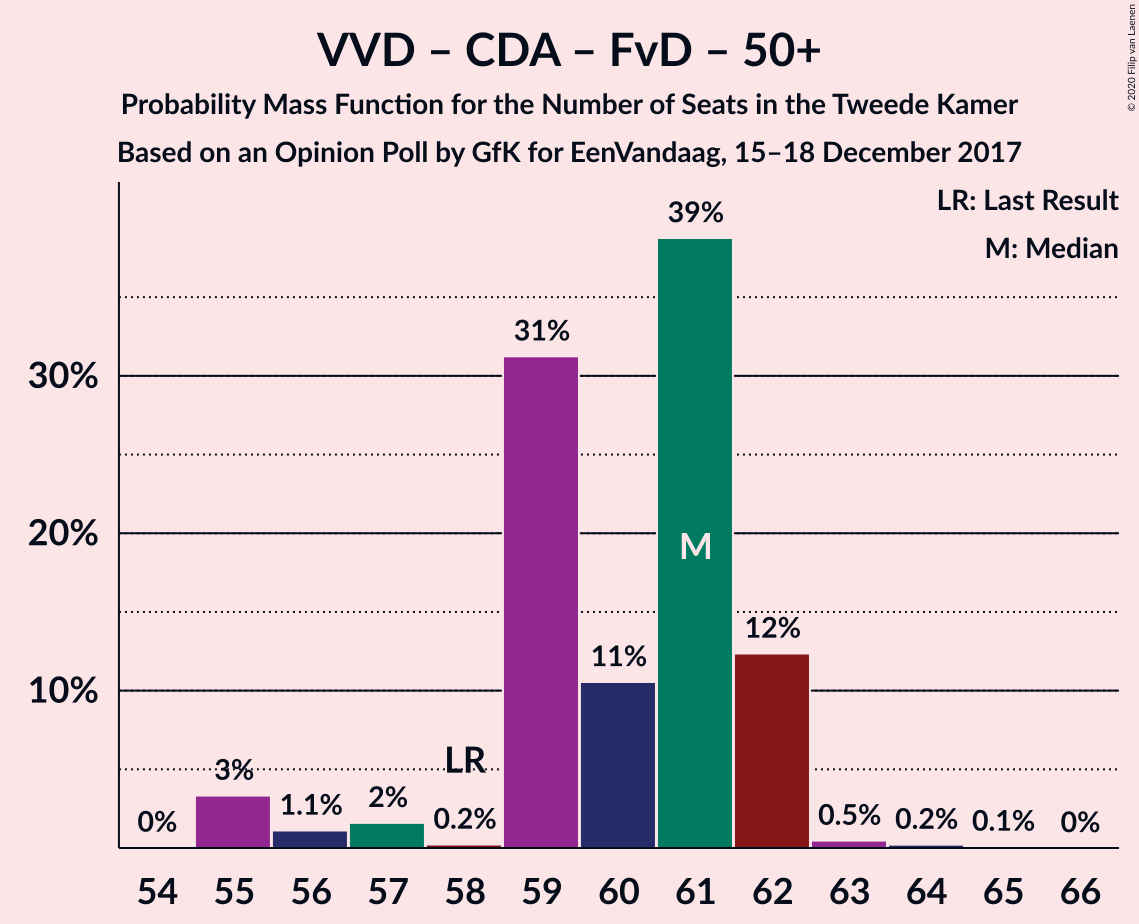 VVD – CDA – FvD – 50+
Probability Mass Function for the Number of Seats in the Tweede Kamer
Based on an Opinion Poll by GfK for EenVandaag, 15–18 December 2017
© 2020 Filip van Laenen
LR: Last Result
M: Median
39%
31%
30%
20%
M
12%
11%
10%
LR
3%
2%
1.1%
0.2%
0%
0.5%
0.2%
0.1%
0%
54 55 56 57 58 59 60 61 62 63 64 65 66